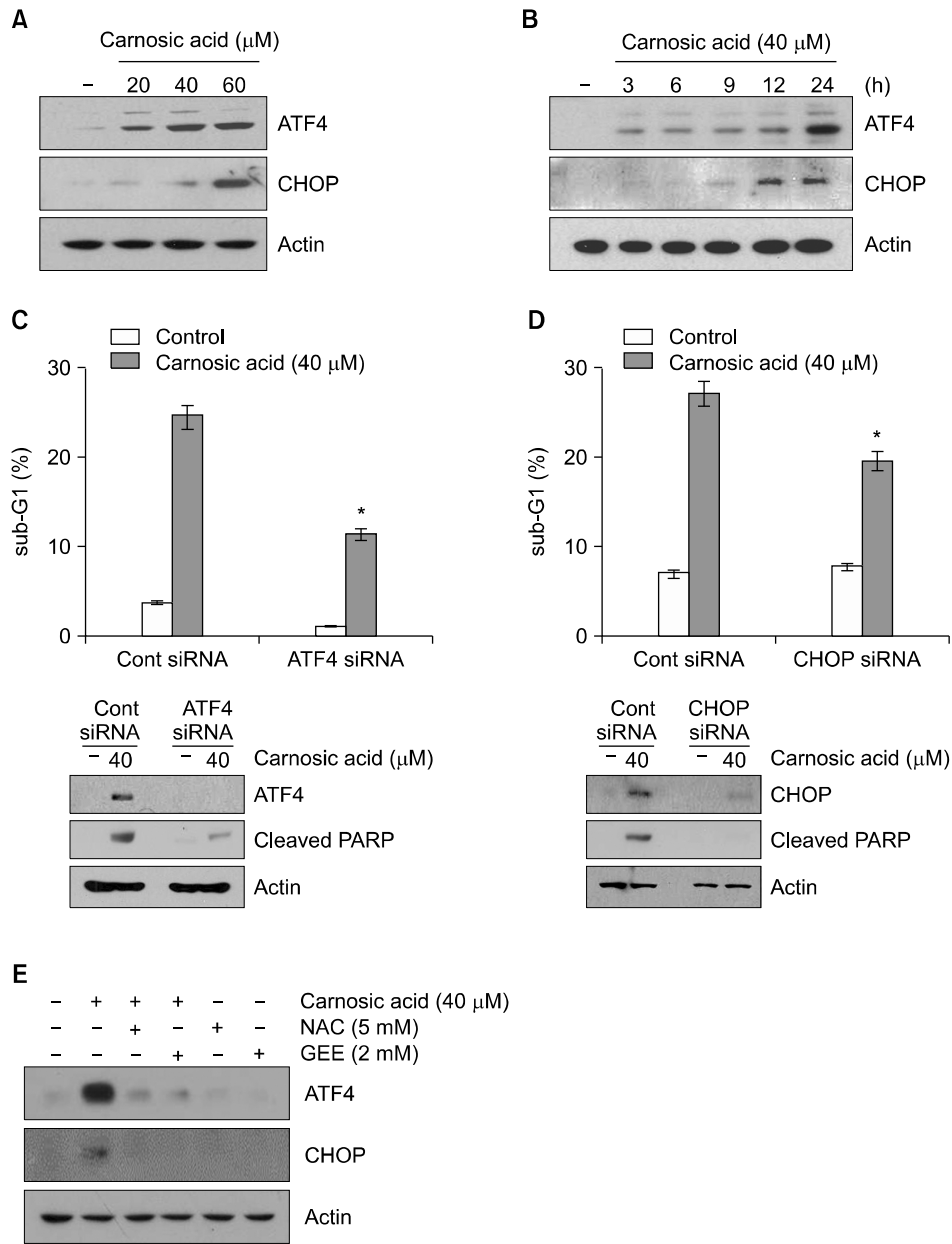 A
Carnosic acid (μM)
– 20 40 60
ATF4
CHOP
Actin
B
Carnosic acid (40 μM)
– 3 6 9 12 24 (h)
ATF4
CHOP
Actin
C
Control
Carnosic acid (40 μM)
30
20
10
0
sub-G1 (%)
*
Cont siRNA ATF4 siRNA
Cont ATF4
siRNA siRNA
– 40 – 40 Carnosic acid (μM)
ATF4
Cleaved PARP
Actin
D
Control
Carnosic acid (40 μM)
30
20
10
0
sub-G1 (%)
*
Cont siRNA CHOP siRNA
Cont CHOP
siRNA siRNA
– 40 – 40 Carnosic acid (μM)
CHOP
Cleaved PARP
Actin
E
– + + + – – Carnosic acid (40 μM)
– – + – + – NAC (5 mM)
– – – + – + GEE (2 mM)
ATF4
CHOP
Actin